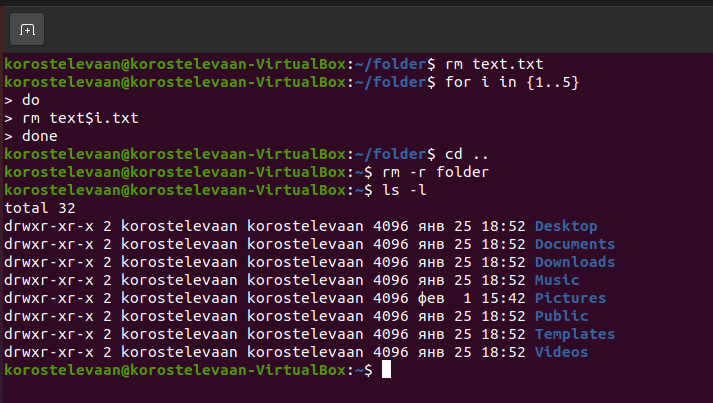 korostelevaan@korostelevaan-VirtualBox:~/folder$ rm text.txt
korostelevaan@korostelevaan-VirtualBox:~/folder$ for i in {1..5}
> do
> rm text$i.txt
> done
korostelevaan@korostelevaan-VirtualBox:~/folder$ cd ..
korostelevaan@korostelevaan-VirtualBox:~$ rm -r folder
korostelevaan@korostelevaan-VirtualBox:~$ ls -l
total 32
drwxr-xr-x 2 korostelevaan korostelevaan 4096 янв 25 18:52 Desktop
drwxr-xr-x 2 korostelevaan korostelevaan 4096 янв 25 18:52 Documents
drwxr-xr-x 2 korostelevaan korostelevaan 4096 янв 25 18:52 Downloads
drwxr-xr-x 2 korostelevaan korostelevaan 4096 янв 25 18:52 Music
drwxr-xr-x 2 korostelevaan korostelevaan 4096 фев  1 15:42 Pictures
drwxr-xr-x 2 korostelevaan korostelevaan 4096 янв 25 18:52 Public
drwxr-xr-x 2 korostelevaan korostelevaan 4096 янв 25 18:52 Templates
drwxr-xr-x 2 korostelevaan korostelevaan 4096 янв 25 18:52 Videos
korostelevaan@korostelevaan-VirtualBox:~$